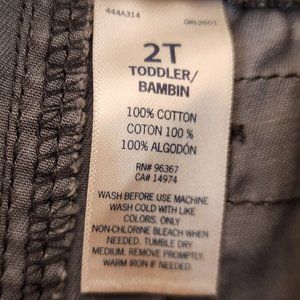 444A314
2T
TODDLER/
BAMBIN
100% COTTON
COTON 100 %
100% ALGODÓN
RN# 96367
CA# 14974
WASH BEFORE USE MACHINE
WASH COLD WITH LIKE
COLORS. ONLY
NON-CHLORINE BLEACH WHEN
NEEDED. TUMBLE DRY
MEDIUM. REMOVE PROMPTLY.
WARM IRON IF NEEDED.